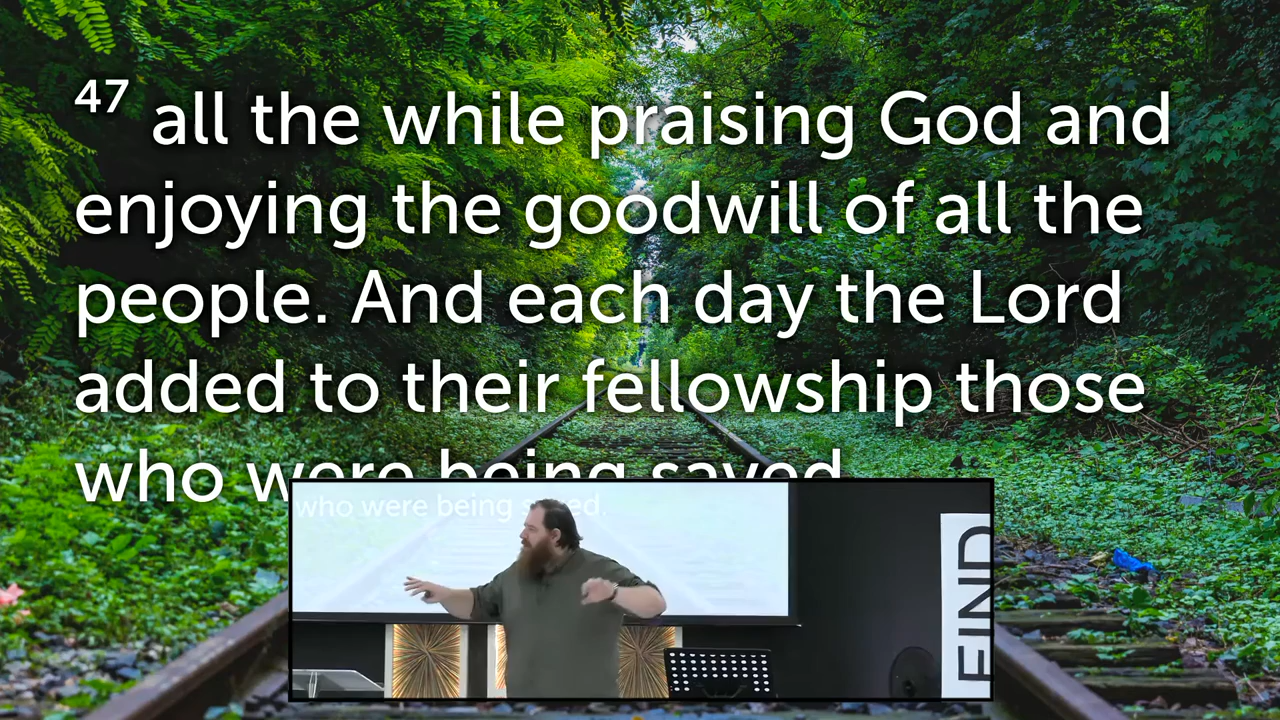 47 all the while praising God and
enjoying the goodwill of all the
people. And each day the Lord
added to their fellowship those
who were being saved.
who were being saved.
FIND